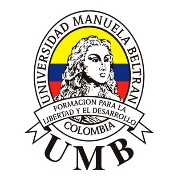 UNIVERSIDAD MANUELA BELTRAN
FORMACION PARA LA
LIBERTAD Y EL DESARROLLO
COLOMBIA
UMB